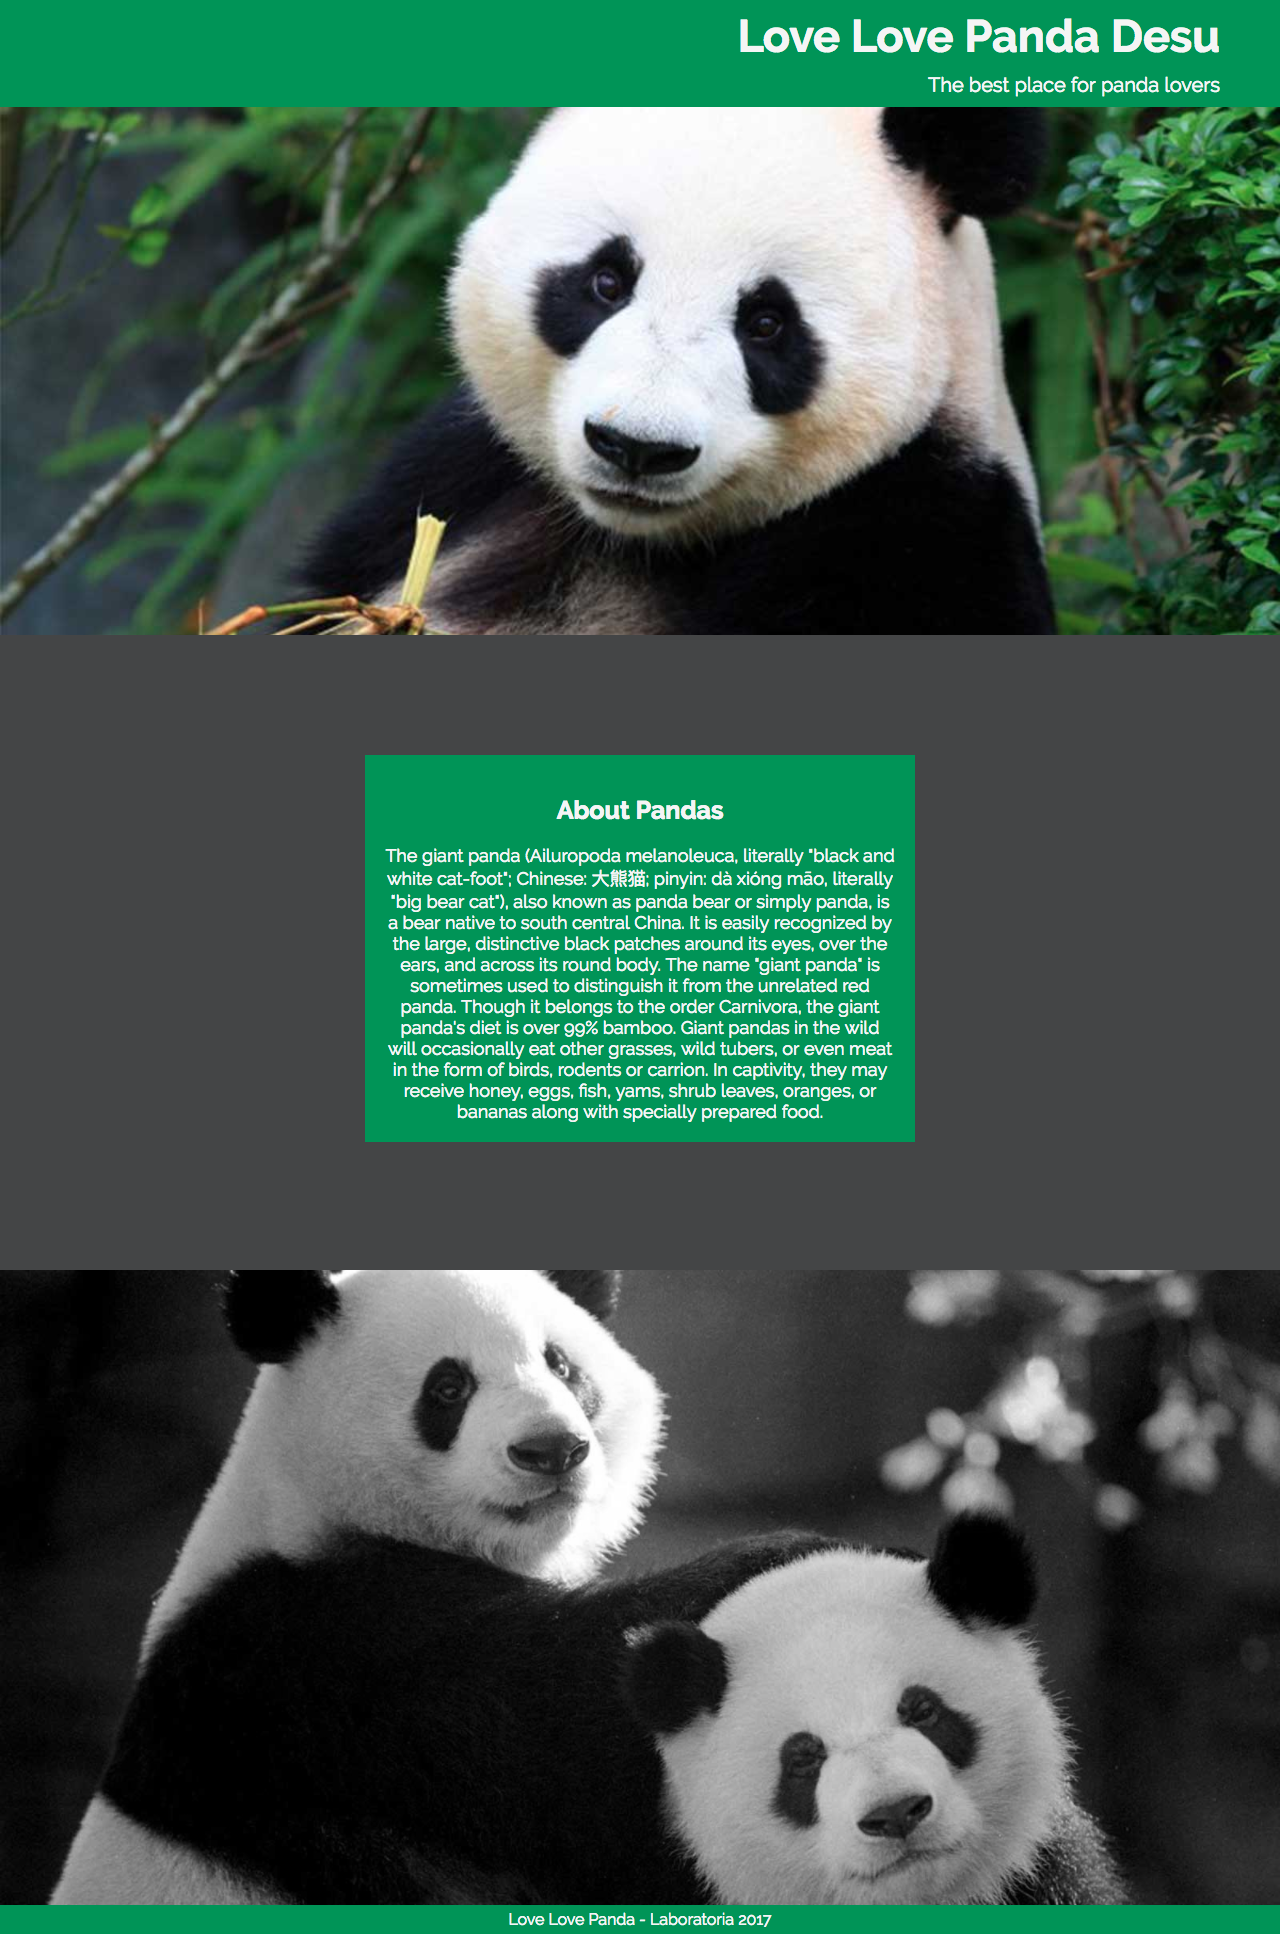 Love Love Panda Desu
The best place for panda lovers
About Pandas
The giant panda (Ailuropoda melanoleuca, literally "black and
white cat-foot"; Chinese: 大熊猫; pinyin: dà xióng māo, literally
"big bear cat"), also known as panda bear or simply panda, is
a bear native to south central China. It is easily recognized by
the large, distinctive black patches around its eyes, over the
ears, and across its round body. The name "giant panda" is
sometimes used to distinguish it from the unrelated red
panda. Though it belongs to the order Carnivora, the giant
panda's diet is over 99% bamboo. Giant pandas in the wild
will occasionally eat other grasses, wild tubers, or even meat
in the form of birds, rodents or carrion. In captivity, they may
receive honey, eggs, fish, yams, shrub leaves, oranges, or
bananas along with specially prepared food.
Love Love Panda - Laboratoria 2017